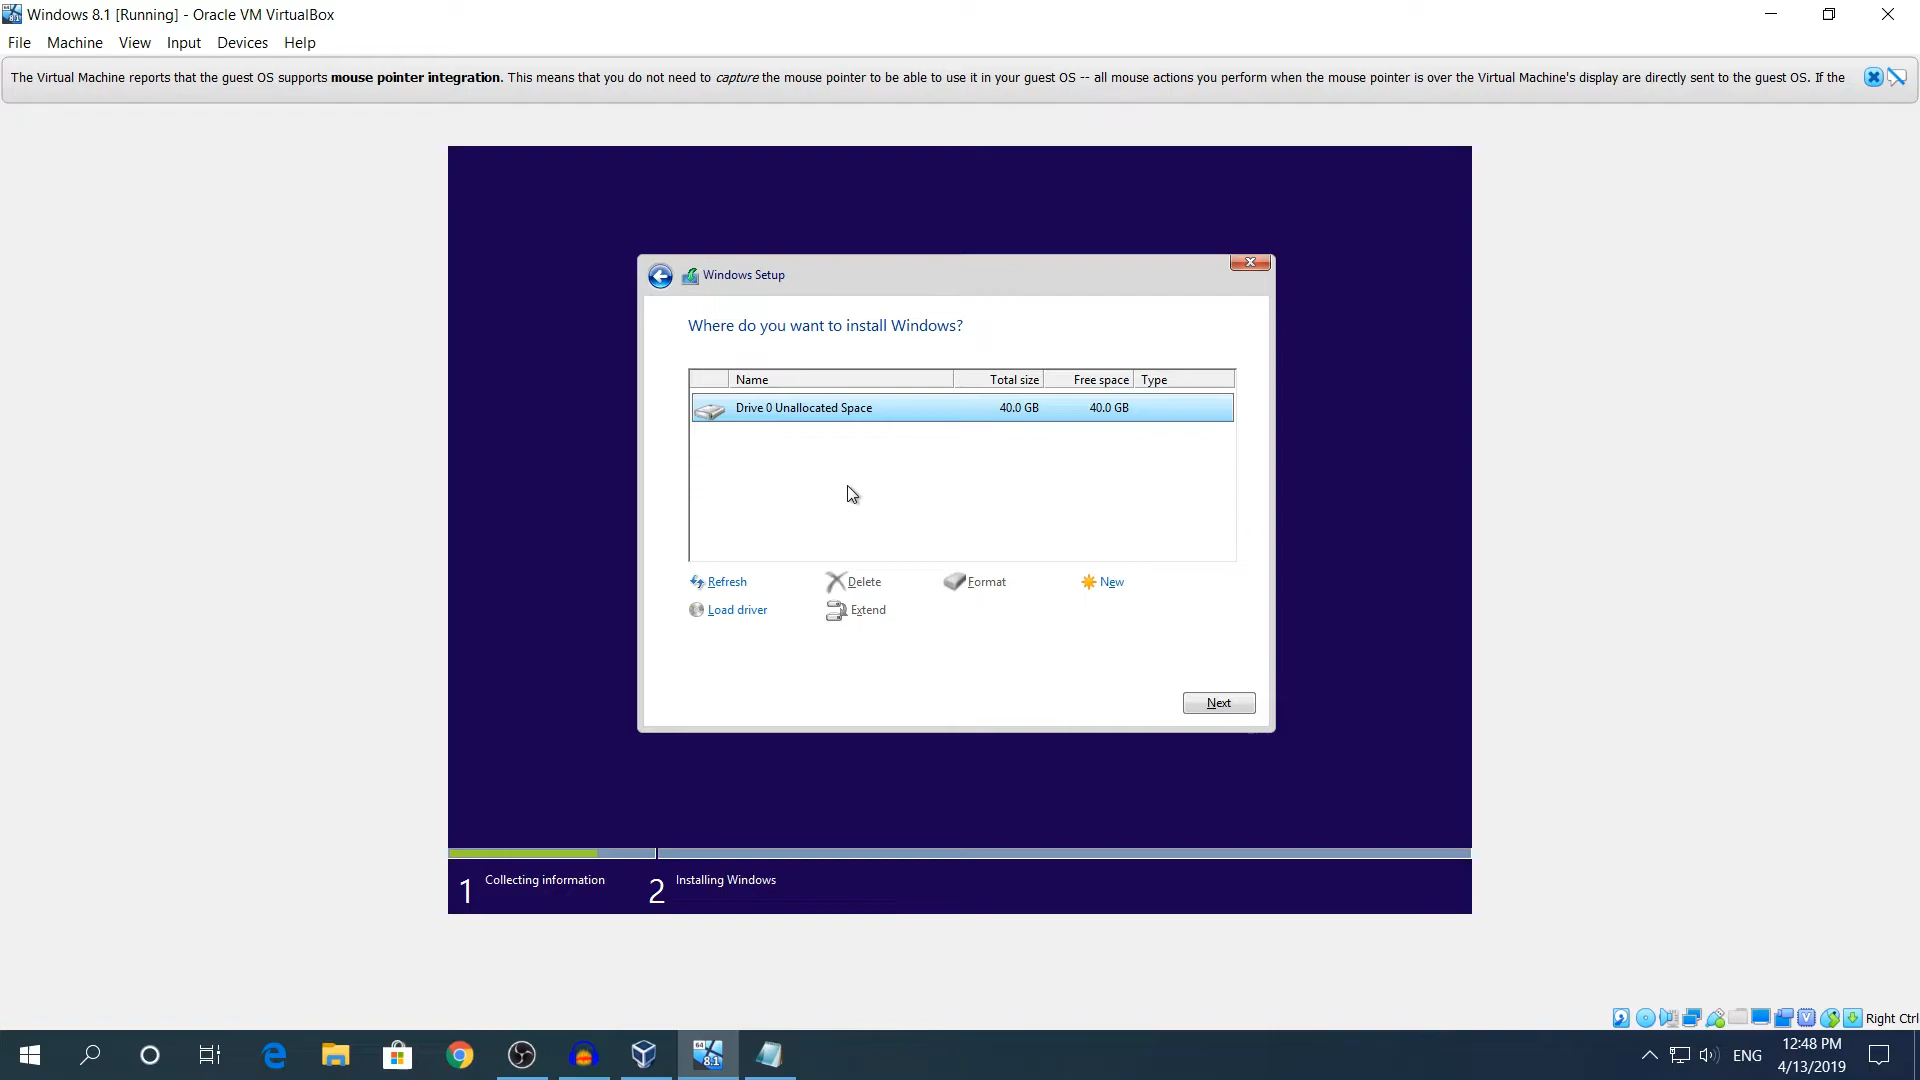 Windows 8.1 [Running] - Oracle VM VirtualBox
File Machine View Input Devices Help
The Virtual Machine reports that the guest OS supports mouse pointer integration. This means that you do not need to capture the mouse pointer to be able to use it in your guest OS -- all mouse actions you perform when the mouse pointer is over the Virtual Machine's display are directly sent to the guest OS. If the
Windows Setup
Where do you want to install Windows?
Name Total size Free space Type
Drive 0 Unallocated Space 40.0 GB 40.0 GB
Refresh Delete Format New
Load driver Extend
Next
1 Collecting information 2 Installing Windows
Right Ctrl
64
8.1
ENG
12:48 PM
4/13/2019